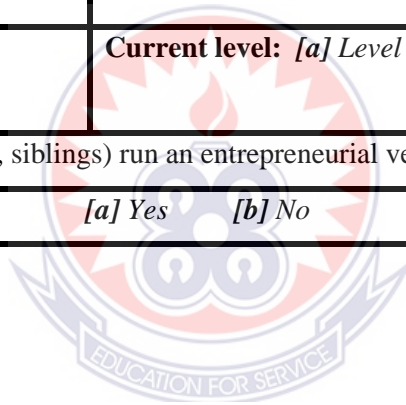 Current level: [a] Level
, siblings) run an entrepreneurial ve
[a] Yes [b] No
EDUCATION FOR SERVICE